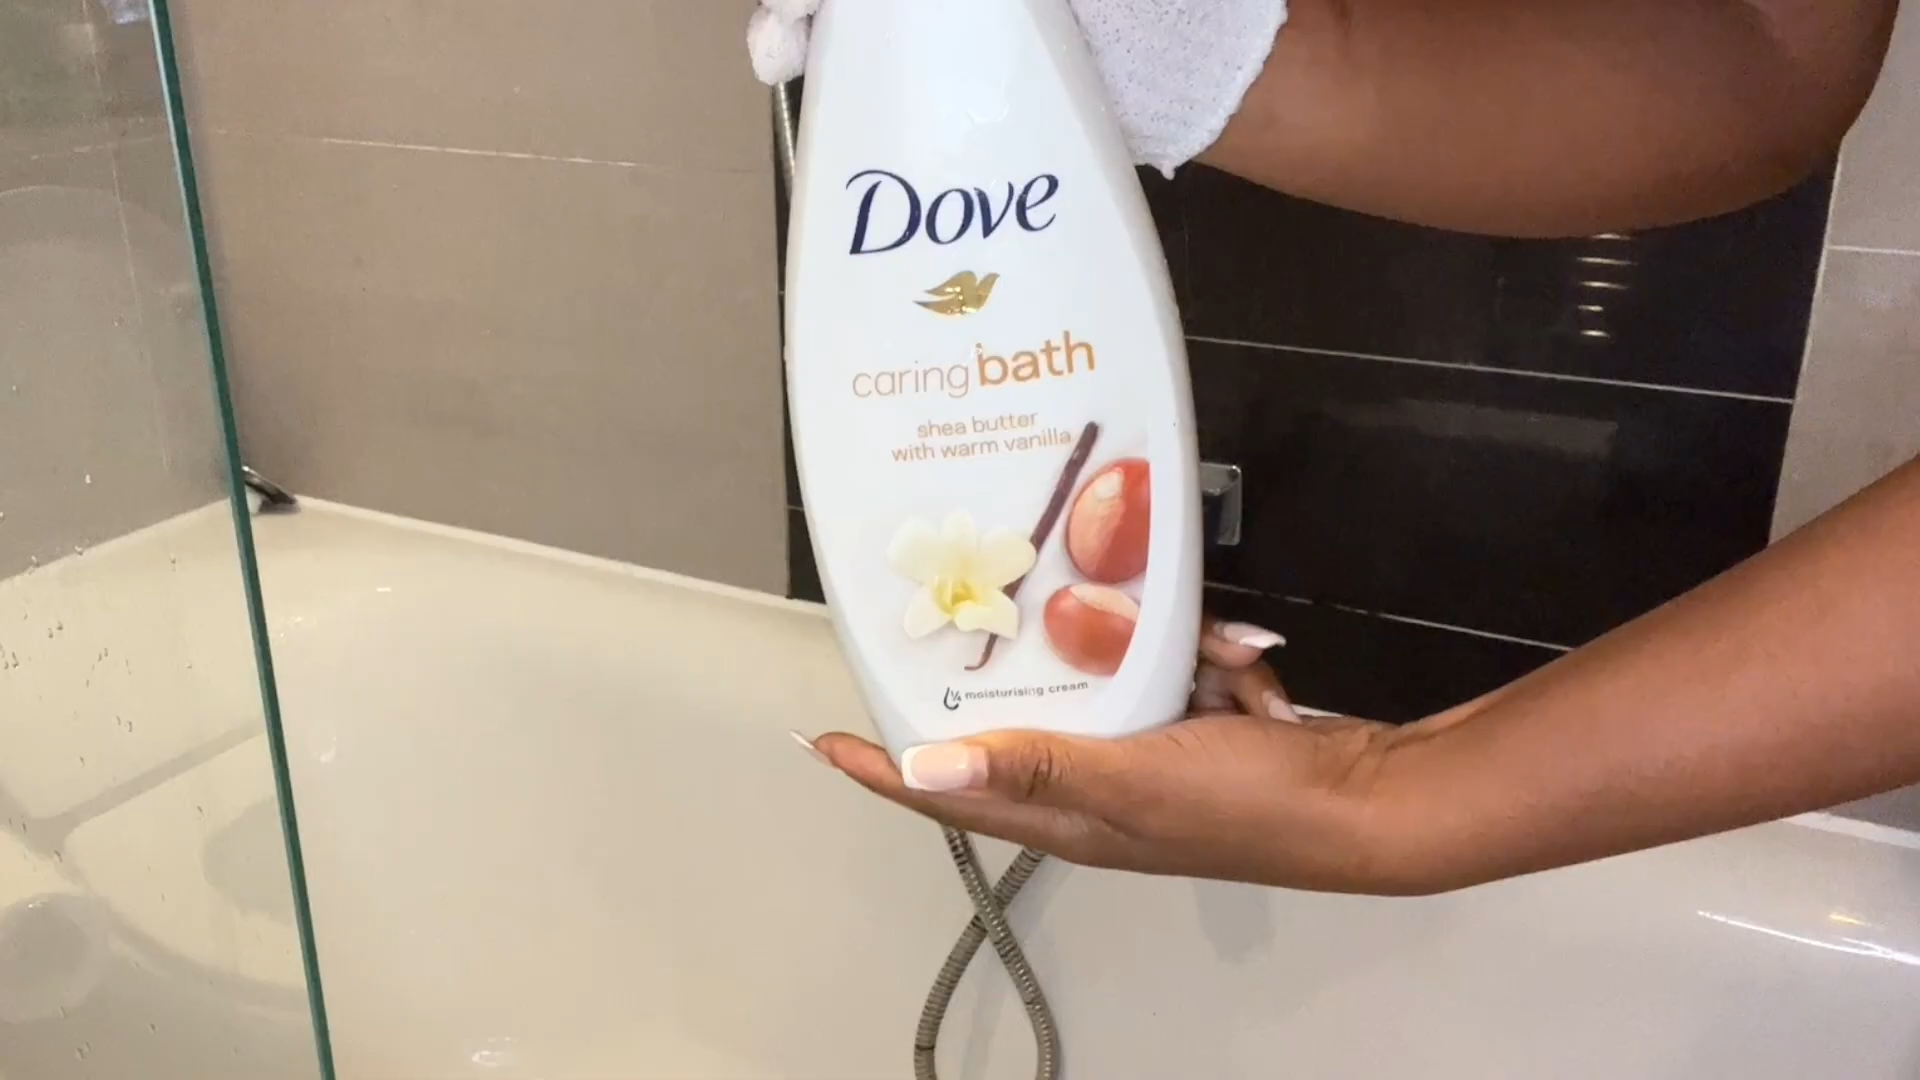 Dove
caring bath
shea butter
with warm vanilla
¼ moisturising cream